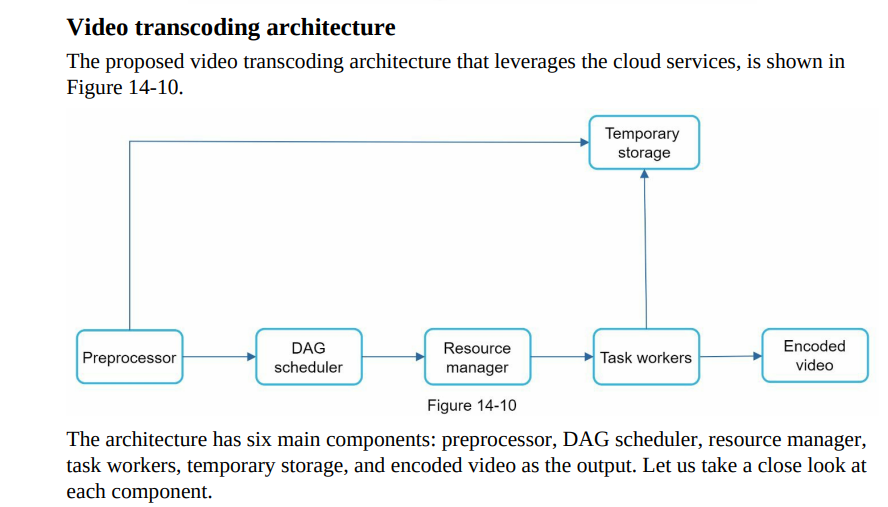 Video transcoding architecture
The proposed video transcoding architecture that leverages the cloud services, is shown in
Figure 14-10.
Temporary
storage
Preprocessor
DAG
scheduler
Resource
manager
Task workers
Encoded
video
Figure 14-10
The architecture has six main components: preprocessor, DAG scheduler, resource manager,
task workers, temporary storage, and encoded video as the output. Let us take a close look at
each component.